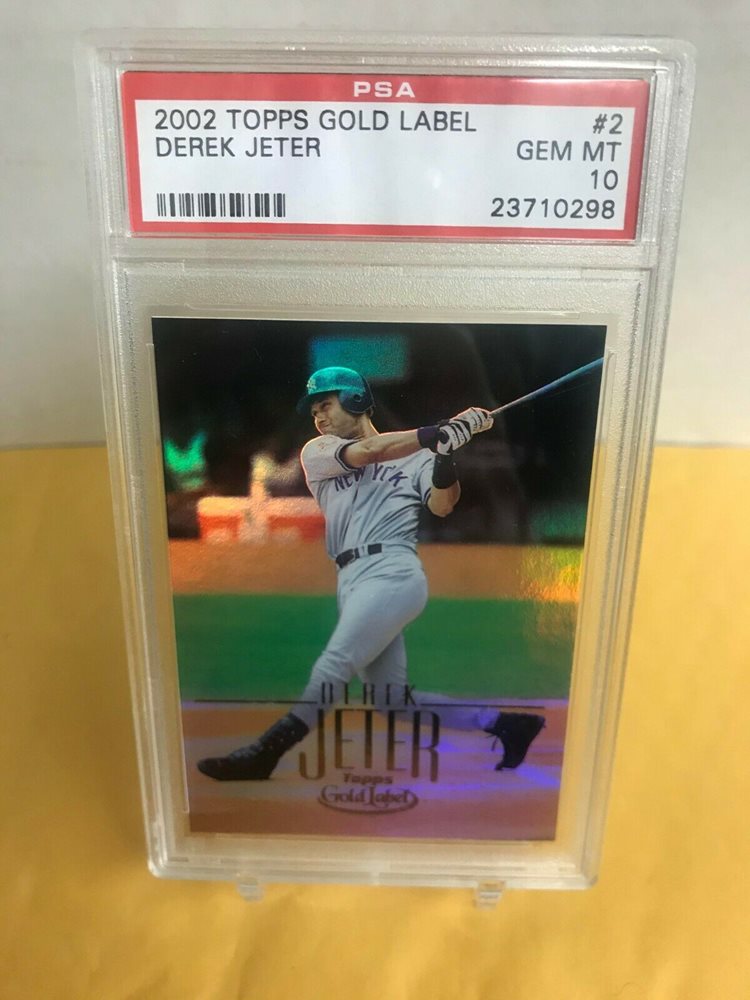 PSA
2002 TOPPS GOLD LABEL #2
DEREK JETER GEM MT
10
23710298
NEW YORK
DEREK
JETER
Topps
Gold Label